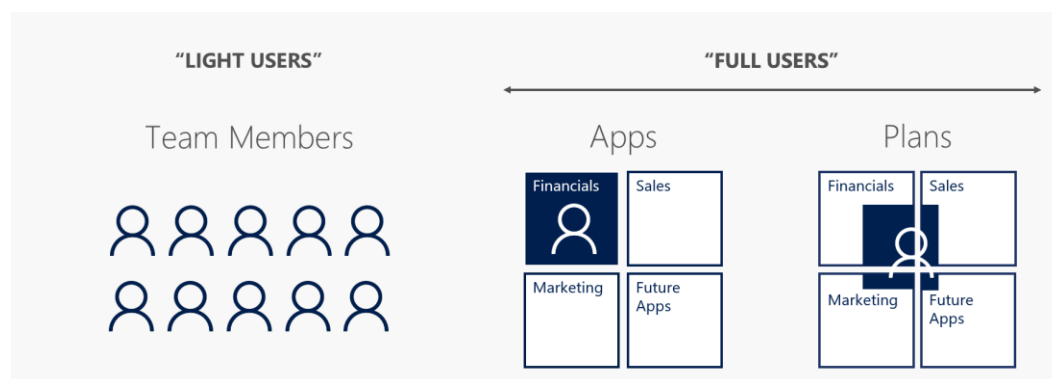 “LIGHT USERS”
“FULL USERS”
Team Members
Apps
Plans
Financials
Sales
Marketing
Future
Apps
Financials
Sales
Marketing
Future
Apps